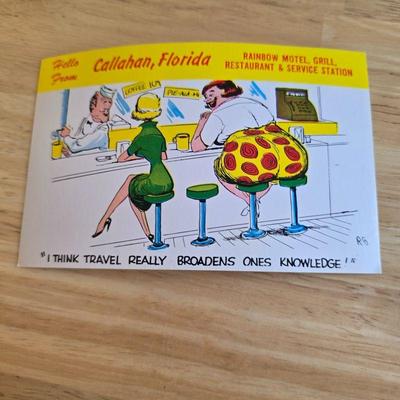 Hello
From
Callahan, Florida
RAINBOW MOTEL, GRILL,
RESTAURANT & SERVICE STATION
COFFEE 10¢
PIE-ALA-M
"I THINK TRAVEL REALLY BROADENS ONES KNOWLEDGE!"